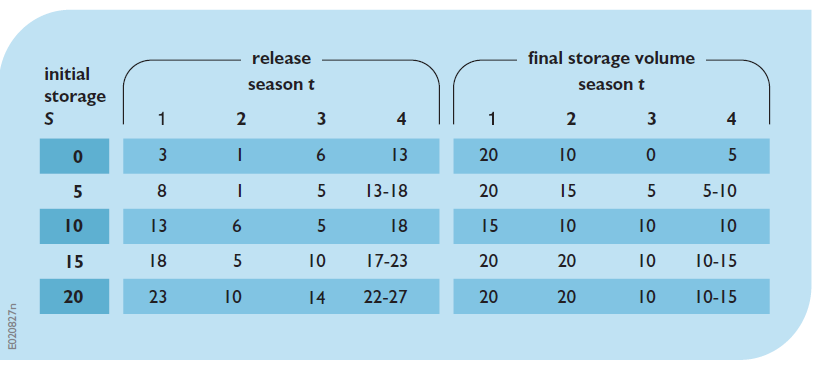 release final storage volume
initial season t season t
storage
S 1 2 3 4 1 2 3 4
0 3 1 6 13 20 10 0 5
5 8 1 5 13-18 20 15 5 5-10
10 13 6 5 18 15 10 10 10
15 18 5 10 17-23 20 20 10 10-15
20 23 10 14 22-27 20 20 10 10-15
E020827n